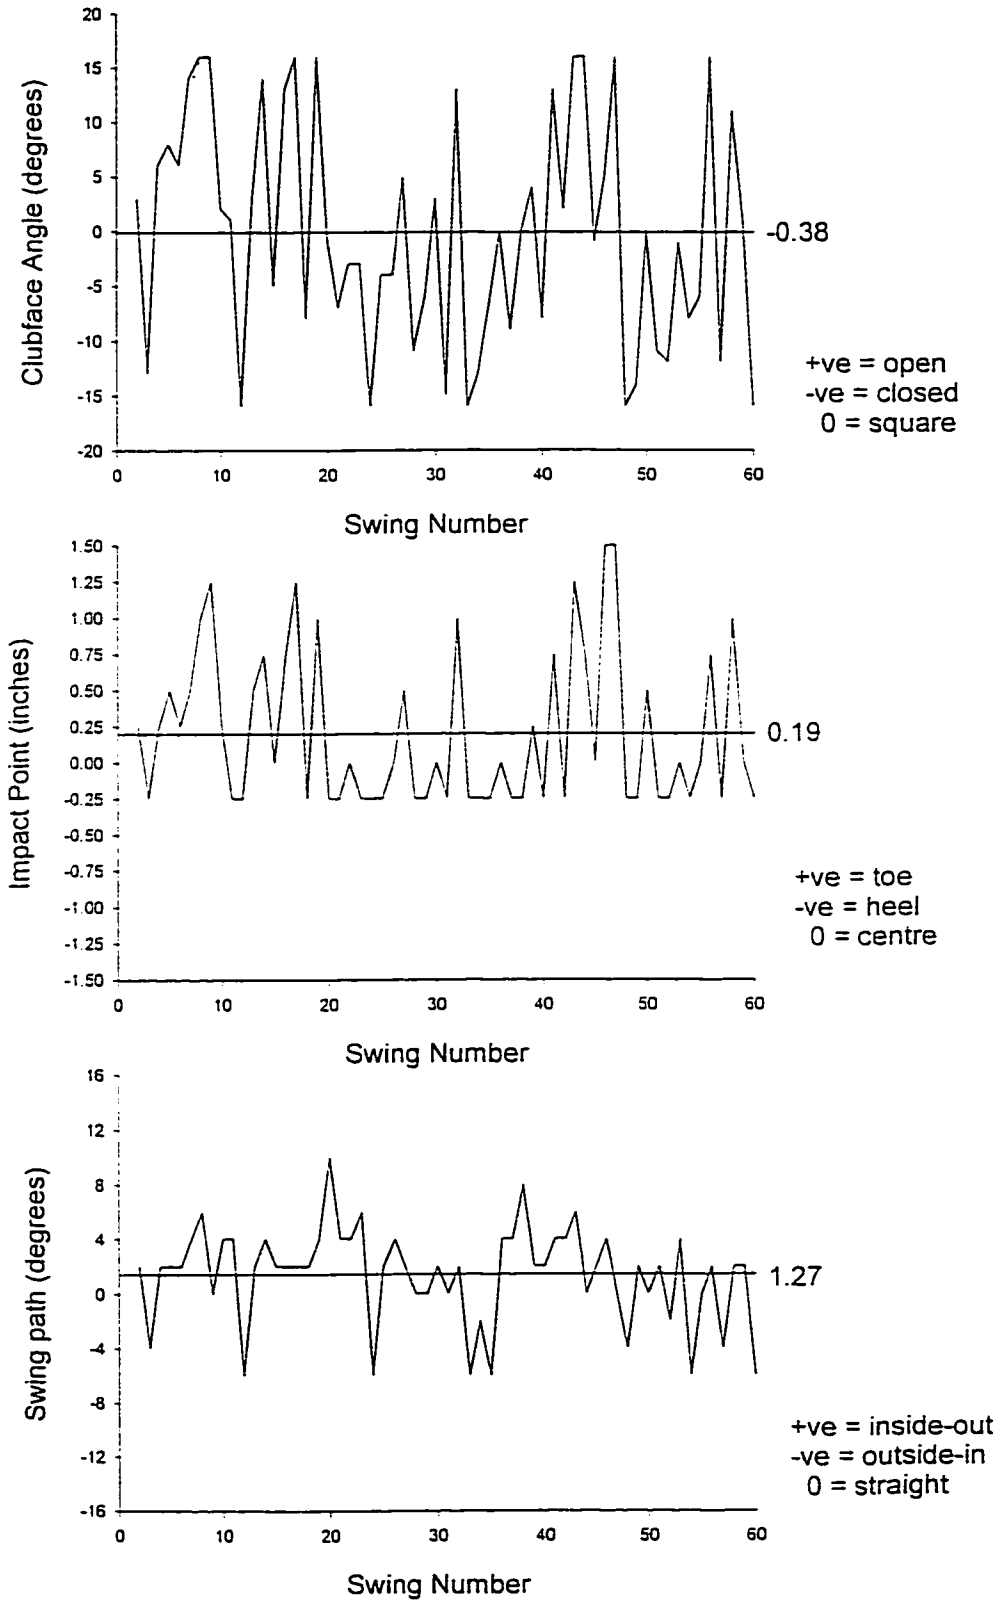 20
15
10
5
0
-5
-10
-15
-20
Clubface Angle (degrees)
-0.38
+ve = open
-ve = closed
0 = square
0 10 20 30 40 50 60
Swing Number
1.50
1.25
1.00
0.75
0.50
0.25
0.00
-0.25
-0.50
-0.75
-1.00
-1.25
-1.50
Impact Point (inches)
0.19
+ve = toe
-ve = heel
0 = centre
0 10 20 30 40 50 60
Swing Number
16
12
8
4
0
-4
-8
-12
-16
Swing path (degrees)
1.27
+ve = inside-out
-ve = outside-in
0 = straight
0 10 20 30 40 50 60
Swing Number